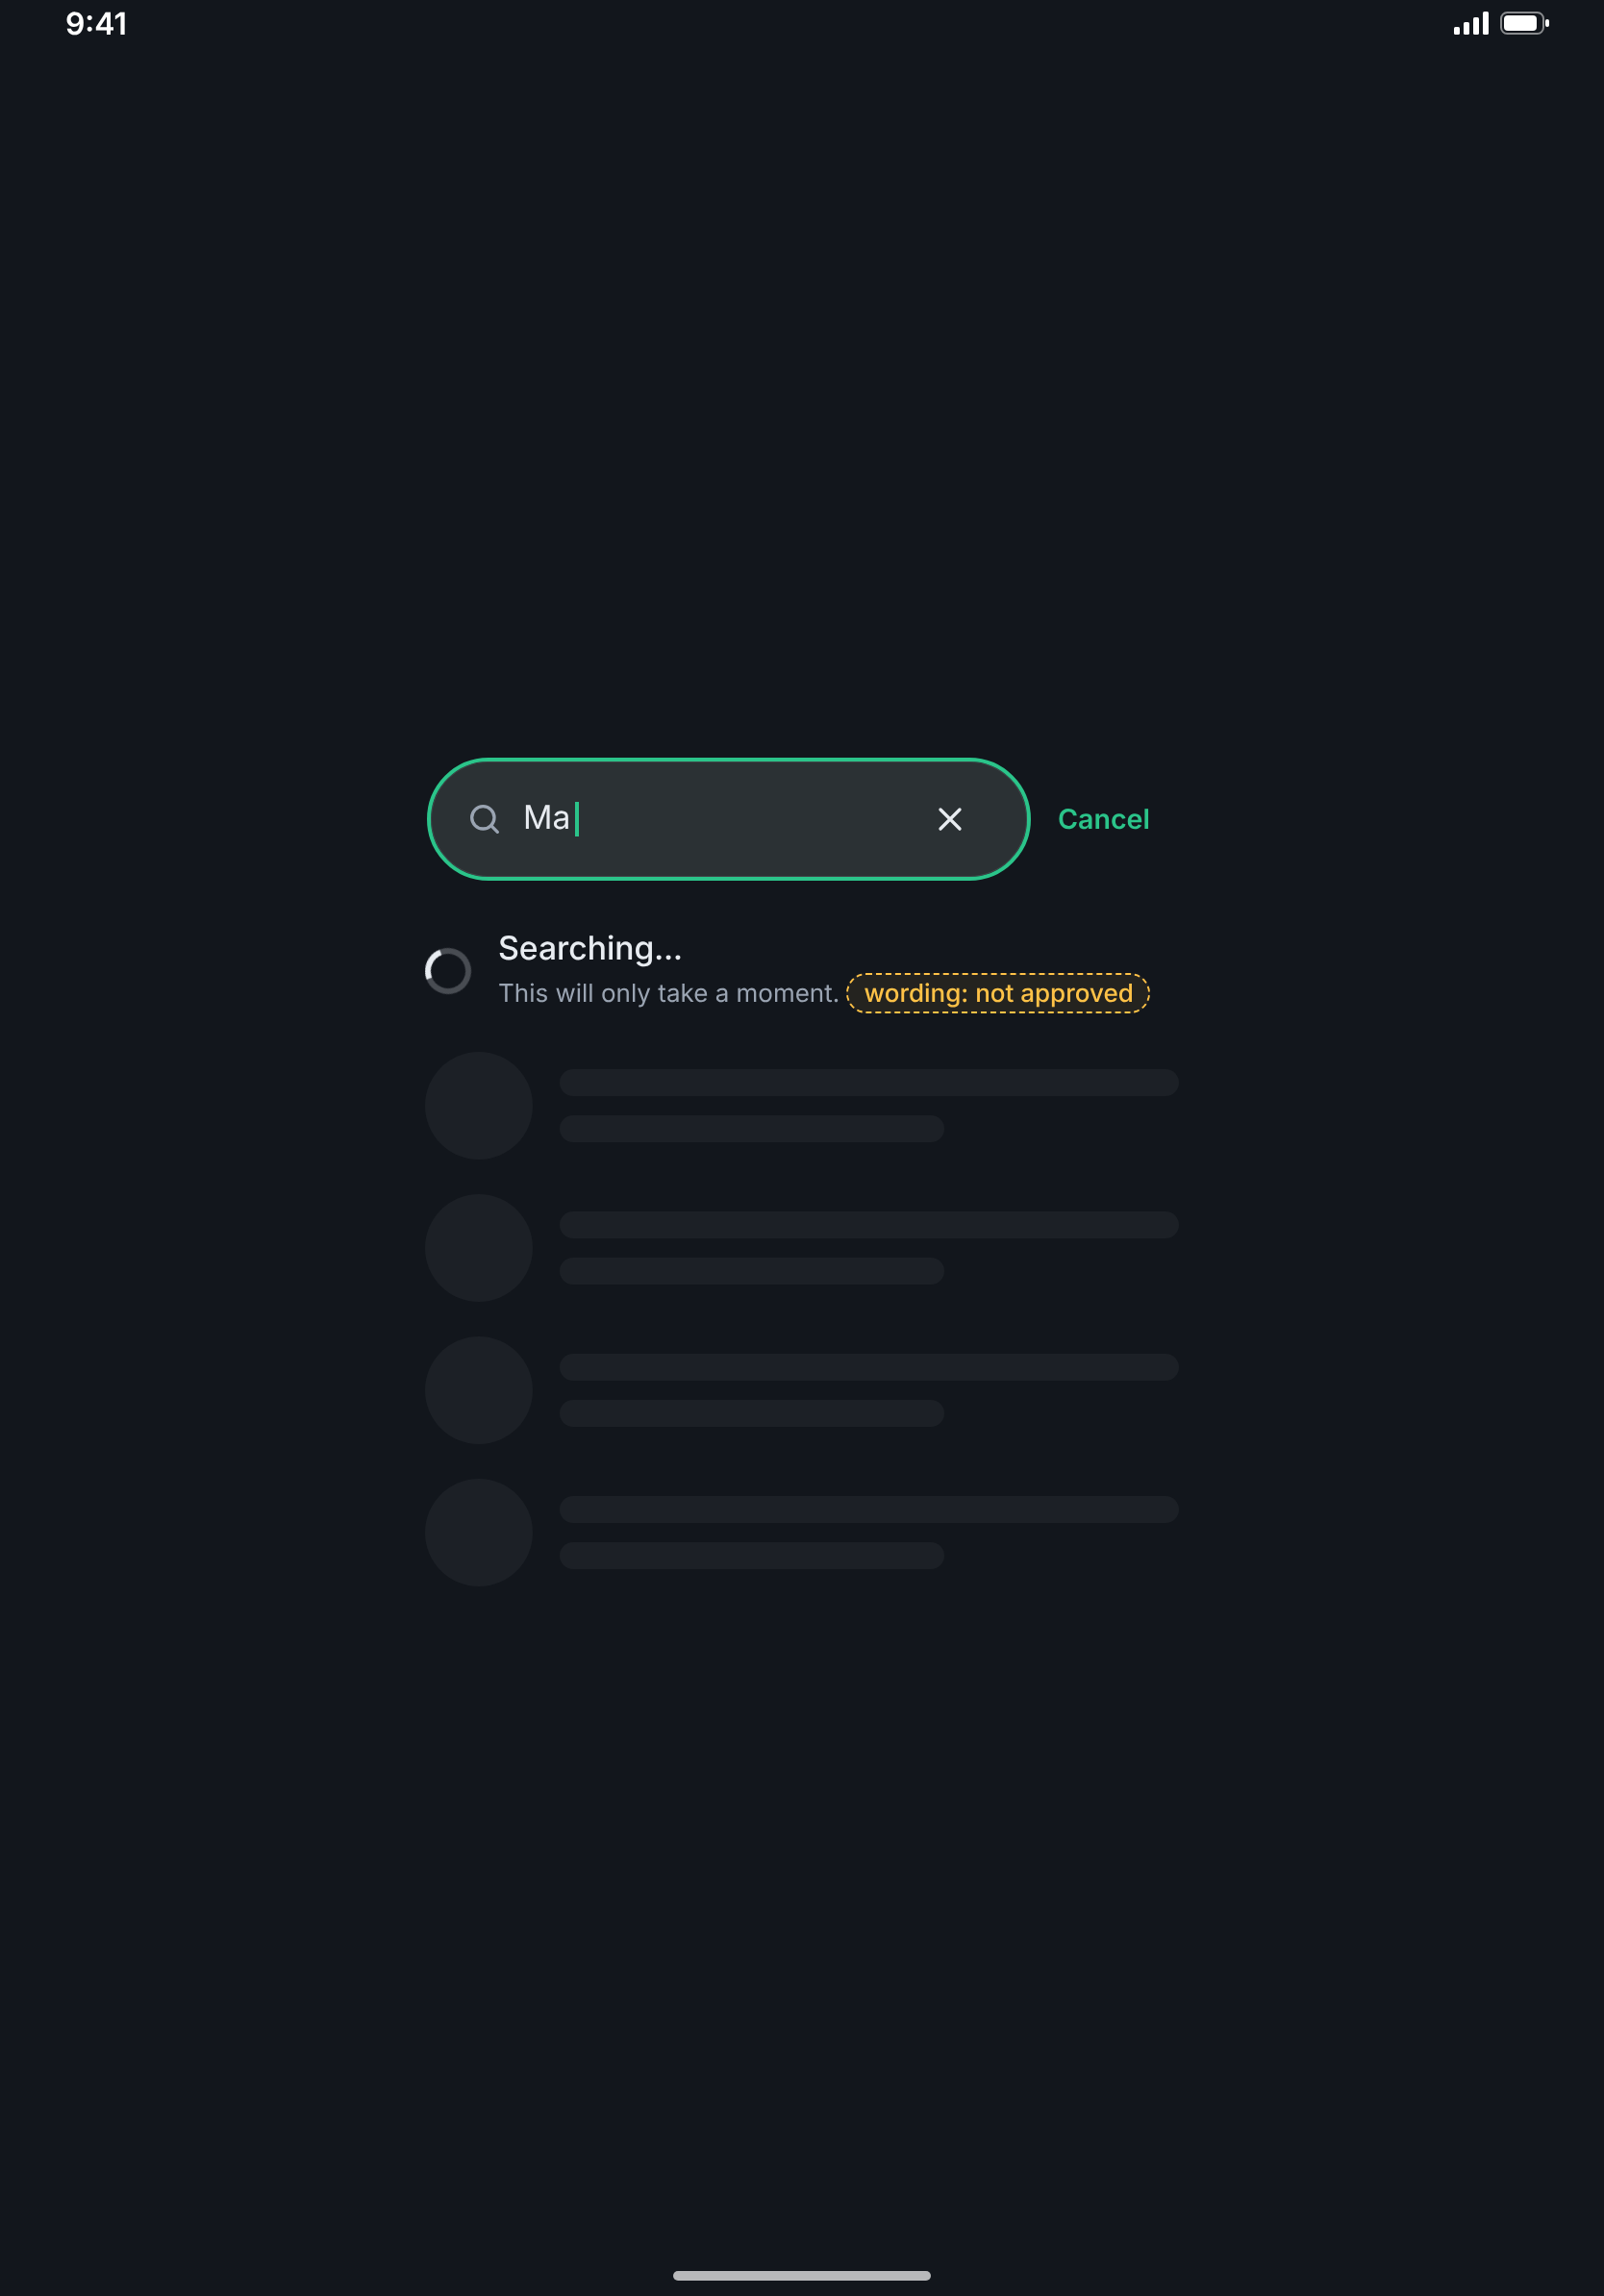 9:41
Ma
Cancel
Searching...
This will only take a moment. wording: not approved